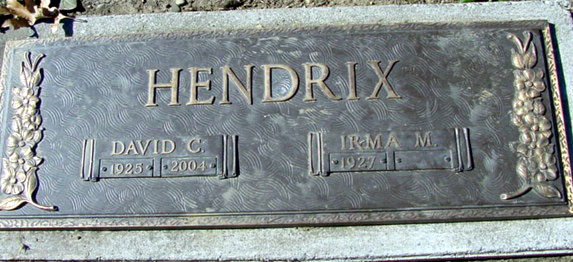 HENDRIX
DAVID C. IRMA M.
1925 • 2004 1927 •